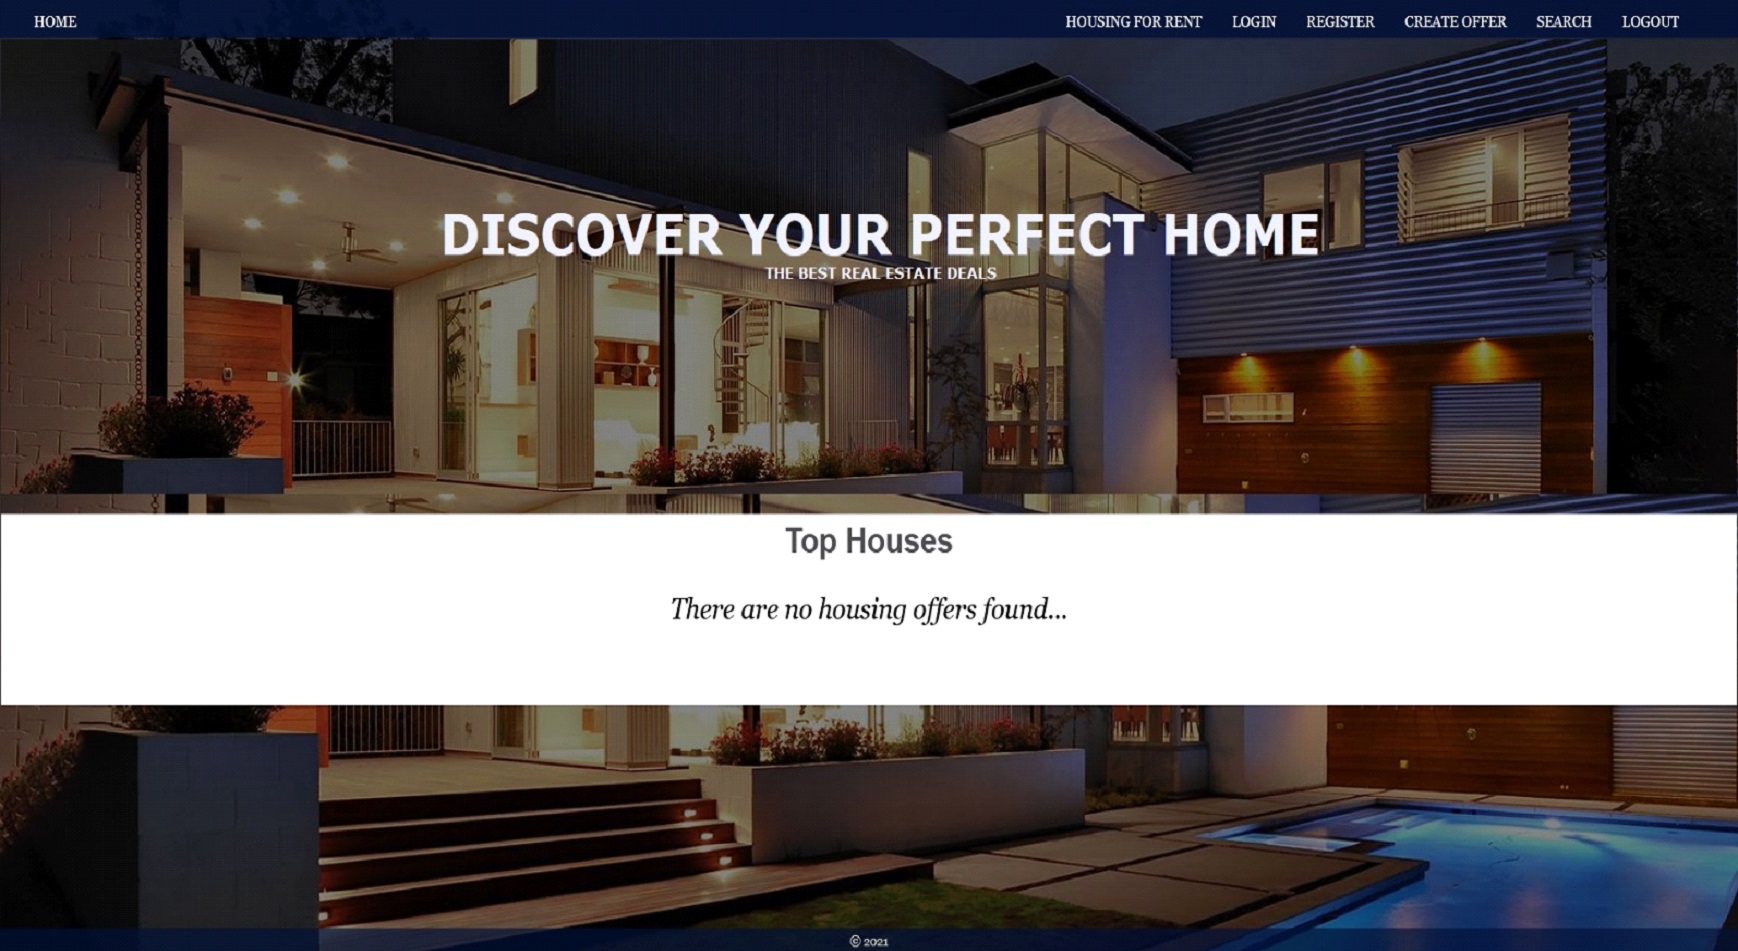 HOME HOUSING FOR RENT LOGIN REGISTER CREATE OFFER SEARCH LOGOUT
DISCOVER YOUR PERFECT HOME
THE BEST REAL ESTATE DEALS
Top Houses
There are no housing offers found...
© 2021